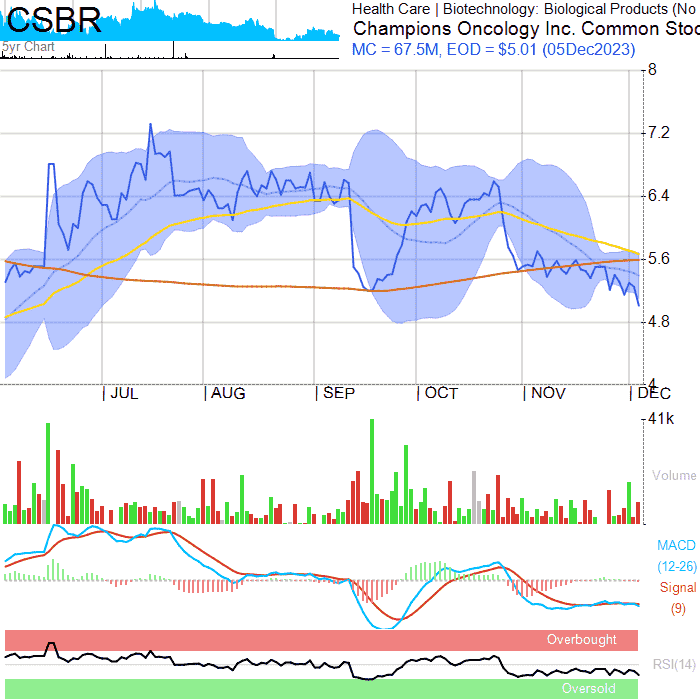 CSBR
5yr Chart
Health Care | Biotechnology: Biological Products (No
Champions Oncology Inc. Common Stoc
MC = 67.5M, EOD = $5.01 (05Dec2023)
8
7.2
6.4
5.6
4.8
4
| JUL | AUG | SEP | OCT | NOV | DEC
41k
Volume
MACD
(12-26)
Signal
(9)
Overbought
RSI(14)
Oversold